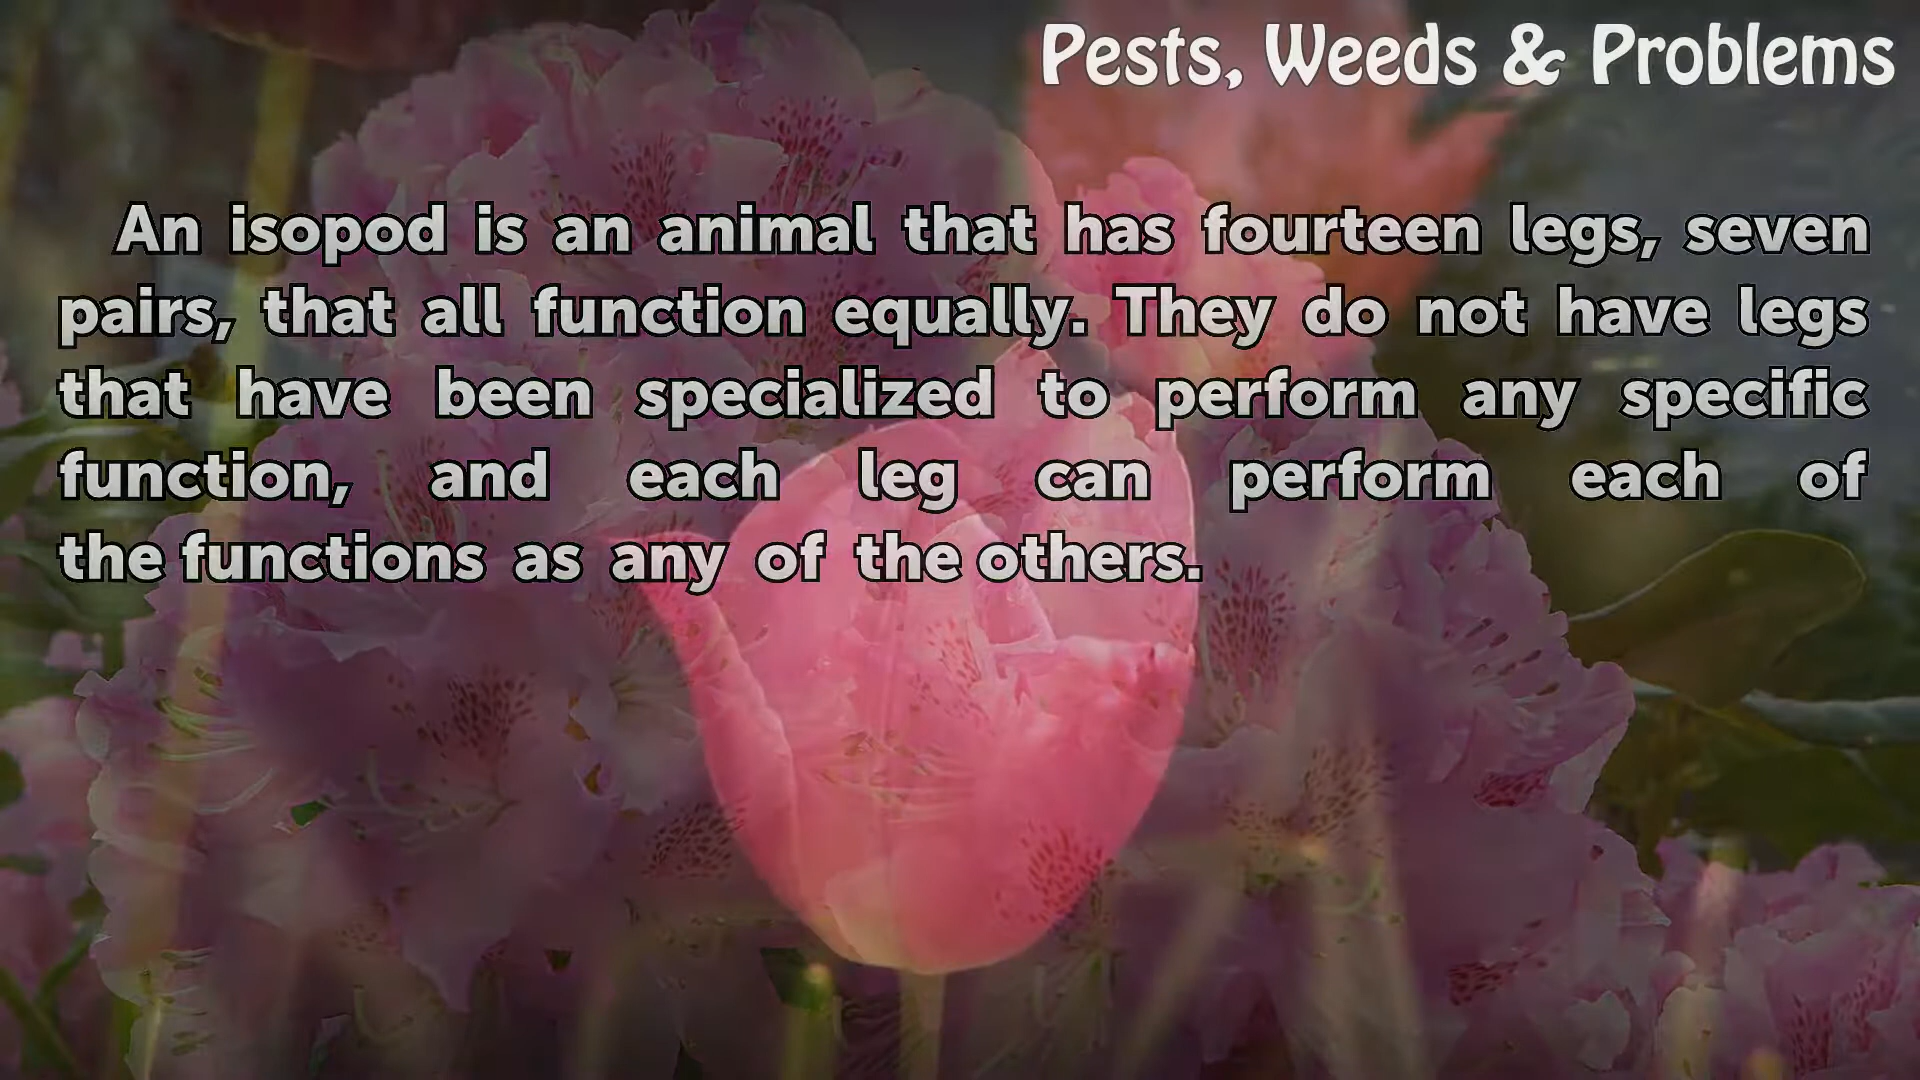 Pests, Weeds & Problems
An isopod is an animal that has fourteen legs, seven
pairs, that all function equally. They do not have legs
that have been specialized to perform any specific
function, and each leg can perform each of
the functions as any of the others.